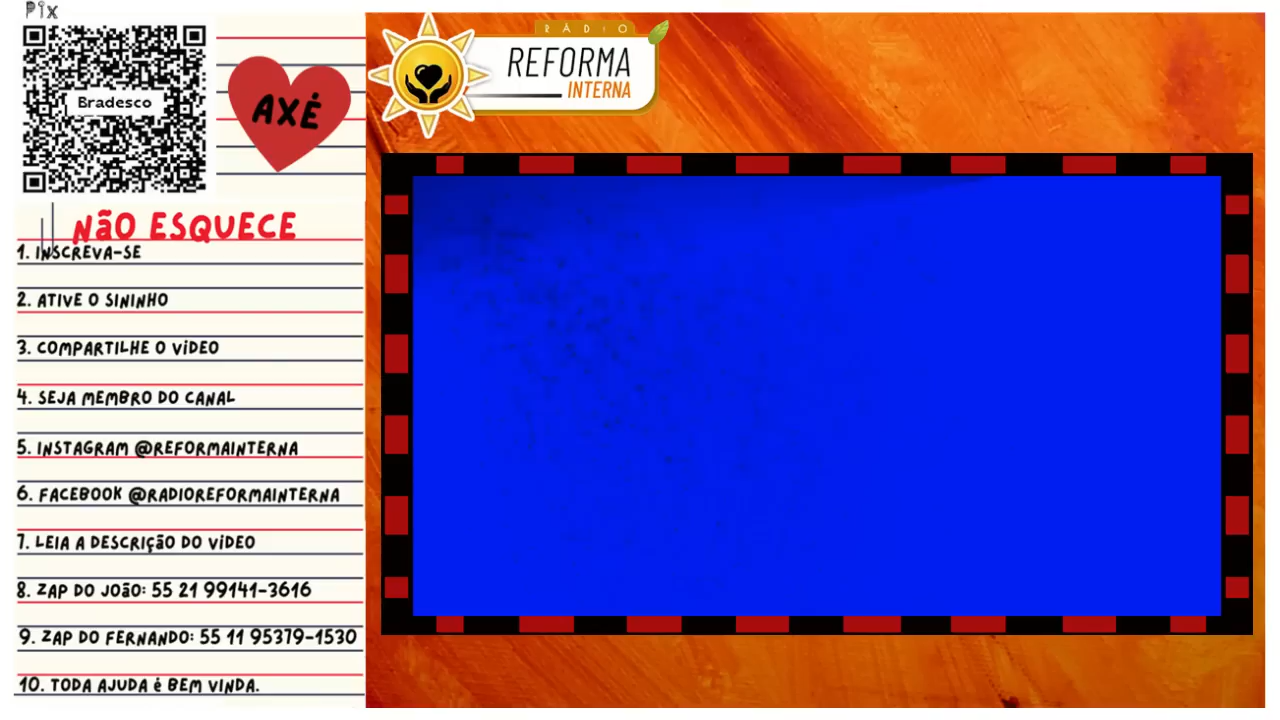 Pix
Bradesco
AXÉ
NãO ESQUECE
1. INSCREVA-SE
2. ATIVE O SININHO
3. COMPARTILHE O VíDEO
4. SEJA MEMBRO DO CANAL
5. INSTAGRAM @REFORMAINTERNA
6. FACEBOOK @RADIOREFORMAINTERNA
7. LEIA A DESCRIÇãO DO VíDEO
8. ZAP DO JOãO: 55 21 99141-3616
9. ZAP DO FERNANDO: 55 11 95379-1530
10. TODA AJUDA é BEM VINDA.
RÁDIO
REFORMA
INTERNA